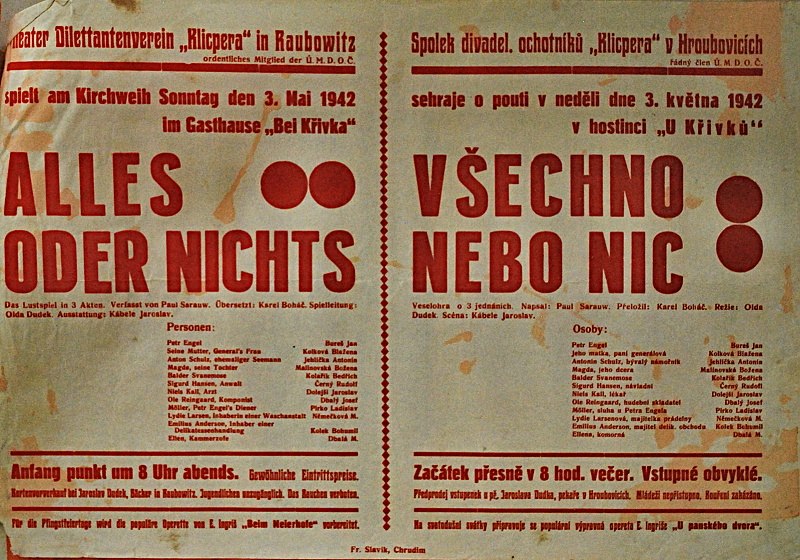 Theater Dilettantenverein „Klicpera" in Raubowitz
ordentliches Mitglied der Ú. M. D. O. Č.
spielt am Kirchweih Sonntag den 3. Mai 1942
im Gasthause „Bei Křivka"
ALLES
ODER NICHTS
Das Lustspiel in 3 Akten. Verfasst von Paul Sarauw. Übersetzt: Karel Boháč. Spielleitung:
Olda Dudek. Ausstattung: Kábele Jaroslav.
Personen:
Petr Engel Bureš Jan
Seine Mutter, General's Frau Kolková Blažena
Anton Schulz, ehemaliger Seemann Jehlička Antonín
Magda, seine Tochter Malinovská Božena
Balder Svanemose Kolařík Bedřich
Sigurd Hansen, Anwalt Černý Rudolf
Niels Kall, Arzt Dolejší Jaroslav
Ole Reingaard, Komponist Dbalý Josef
Möller, Petr Engel's Diener Pirko Ladislav
Lydie Larsen, Inhaberin einer Waschanstalt Němečková M.
Emilius Anderson, Inhaber einer
Delikatessenhandlung Kolek Bohumil
Ellen, Kammerzofe Dbalá M.
Anfang punkt um 8 Uhr abends. Gewöhnliche Eintrittspreise.
Kartenvorverkauf bei Jaroslav Dudek, Bäcker in Raubowitz. Jugendlichen unzugänglich. Das Rauchen verboten.
Für die Pfingstfeiertage wird die populäre Operette von E. Ingriš „Beim Meierhofe" vorbereitet.
Spolek divadel. ochotníků „Klicpera" v Hroubovicích
řádný člen Ú. M. D. O. Č.
sehraje o pouti v neděli dne 3. května 1942
v hostinci „U Křivků"
VŠECHNO
NEBO NIC
Veselohra o 3 jednáních. Napsal: Paul Sarauw. Přeložil: Karel Boháč. Režie: Olda
Dudek. Scéna: Kábele Jaroslav.
Osoby:
Petr Engel Bureš Jan
jeho matka, paní generálová Kolková Blažena
Antonín Schulz, bývalý námořník Jehlička Antonín
Magda, jeho dcera Malinovská Božena
Balder Svanemose Kolařík Bedřich
Sigurd Hansen, návladní Černý Rudolf
Niels Kall, lékař Dolejší Jaroslav
Ole Reingaard, hudební skladatel Dbalý Josef
Möller, sluha u Petra Engela Pirko Ladislav
Lydie Larsenová, majitelka prádelny Němečková M.
Emilius Anderson, majitel delik. obchodu Kolek Bohumil
Ellena, komorná Dbalá M.
Začátek přesně v 8 hod. večer. Vstupné obvyklé.
Předprodej vstupenek u př. Jaroslava Dudka, pekaře v Hroubovicích. Mládeži nepřístupno. Kouření zakázáno.
Na svatodušní svátky připravuje se populární výpravná opereta E. Ingriše „U panského dvora".
Fr. Slavík, Chrudim